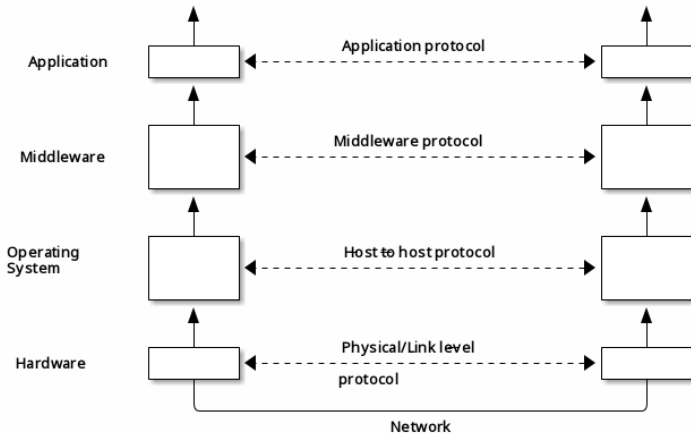 Application
Application protocol
Middleware
Middleware protocol
Operating
System
Host to host protocol
Hardware
Physical/Link level
protocol
Network